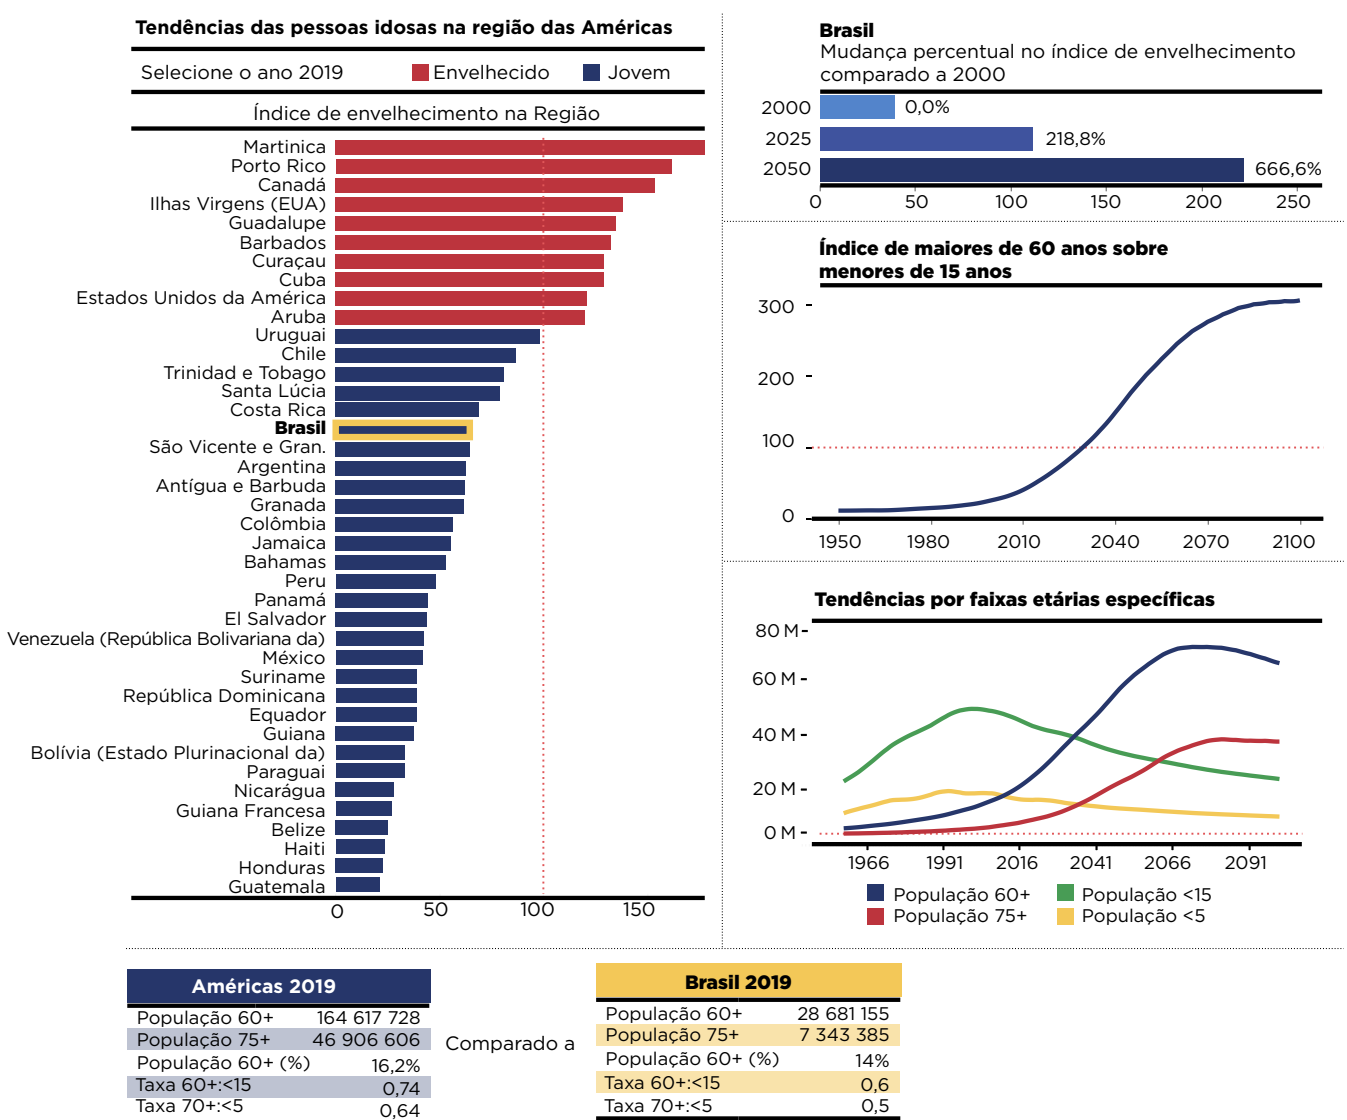 Tendências das pessoas idosas na região das Américas
Selecione o ano 2019
Envelhecido
Jovem
Índice de envelhecimento na Região
Martinica
Porto Rico
Canadá
Ilhas Virgens (EUA)
Guadalupe
Barbados
Curaçau
Cuba
Estados Unidos da América
Aruba
Uruguai
Chile
Trinidad e Tobago
Santa Lúcia
Costa Rica
Brasil
São Vicente e Gran.
Argentina
Antígua e Barbuda
Granada
Colômbia
Jamaica
Bahamas
Peru
Panamá
El Salvador
Venezuela (República Bolivariana da)
México
Suriname
República Dominicana
Equador
Guiana
Bolívia (Estado Plurinacional da)
Paraguai
Nicarágua
Guiana Francesa
Belize
Haiti
Honduras
Guatemala
0 50 100 150
Brasil
Mudança percentual no índice de envelhecimento
comparado a 2000
2000 0,0%
2025 218,8%
2050 666,6%
0 50 100 150 200 250
Índice de maiores de 60 anos sobre
menores de 15 anos
300
200
100
0
1950 1980 2010 2040 2070 2100
Tendências por faixas etárias específicas
80 M
60 M
40 M
20 M
0 M
1966 1991 2016 2041 2066 2091
População 60+
População <15
População 75+
População <5
Américas 2019
População 60+ 164 617 728
População 75+ 46 906 606
População 60+ (%) 16,2%
Taxa 60+:<15 0,74
Taxa 70+:<5 0,64
Comparado a
Brasil 2019
População 60+ 28 681 155
População 75+ 7 343 385
População 60+ (%) 14%
Taxa 60+:<15 0,6
Taxa 70+:<5 0,5